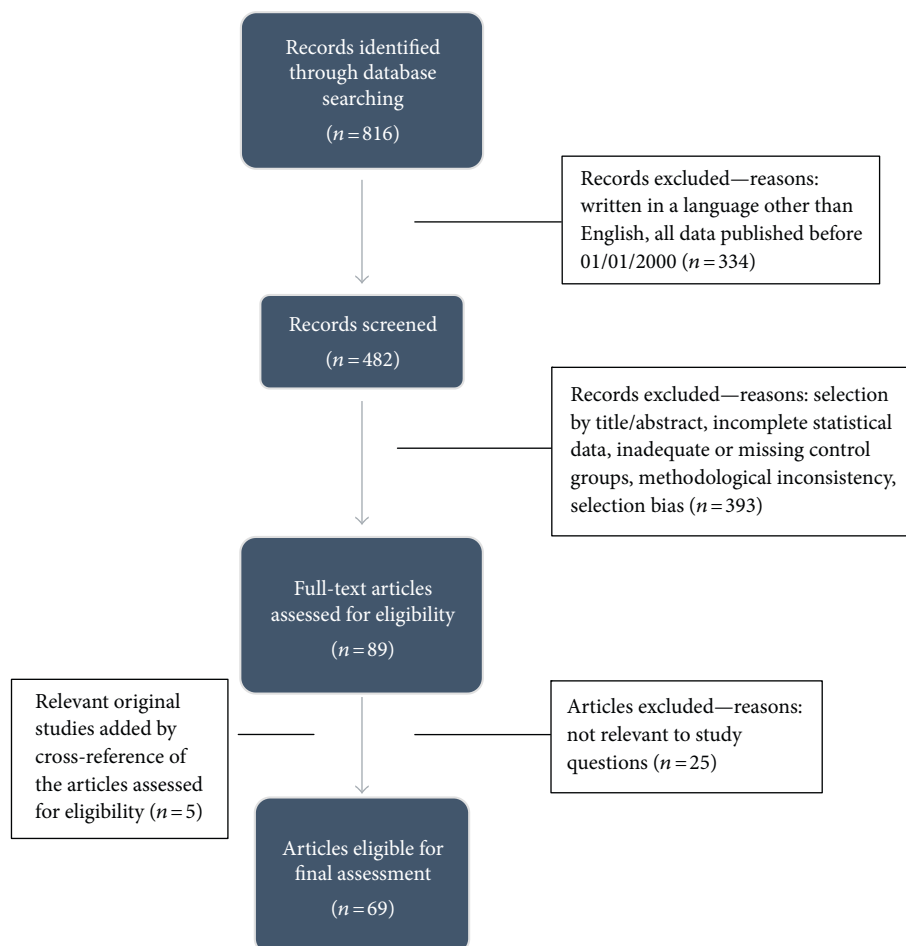 Records identified
through database
searching
(n = 816)
Records excluded—reasons:
written in a language other than
English, all data published before
01/01/2000 (n = 334)
Records screened
(n = 482)
Records excluded—reasons: selection
by title/abstract, incomplete statistical
data, inadequate or missing control
groups, methodological inconsistency,
selection bias (n = 393)
Full-text articles
assessed for eligibility
(n = 89)
Relevant original
studies added by
cross-reference of
the articles assessed
for eligibility (n = 5)
Articles excluded—reasons:
not relevant to study
questions (n = 25)
Articles eligible for
final assessment
(n = 69)